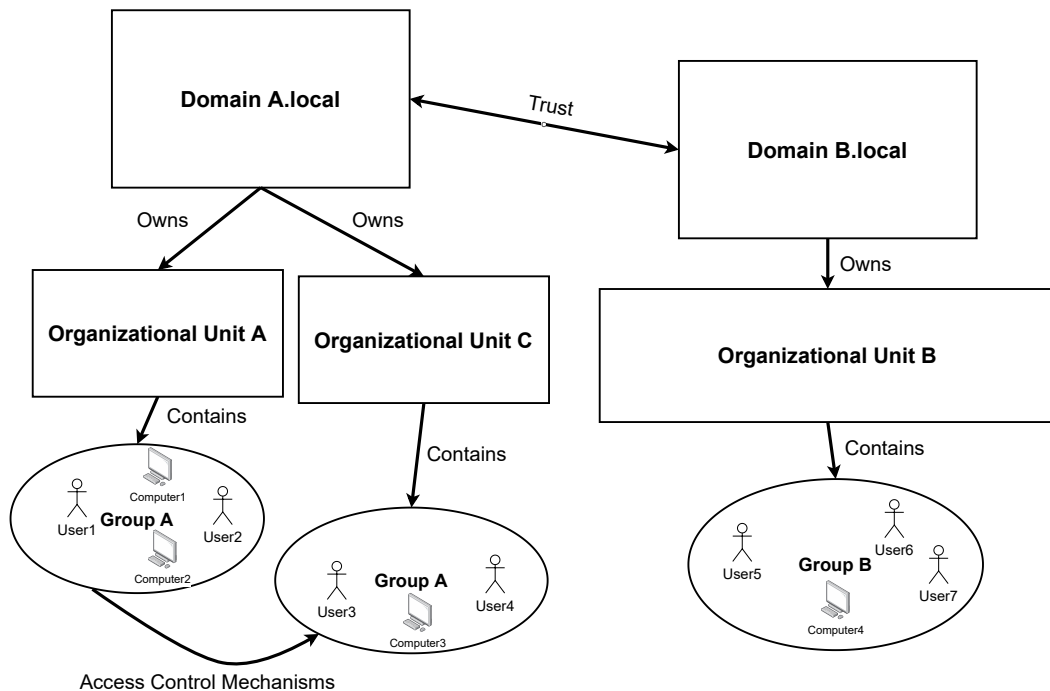 Domain A.local
Trust
Domain B.local
Owns
Owns
Owns
Organizational Unit A
Organizational Unit C
Organizational Unit B
Contains
Contains
Contains
Computer1
User1
Group A
User2
Computer2
User3
Group A
User4
Computer3
User5
Group B
User6
User7
Computer4
Access Control Mechanisms